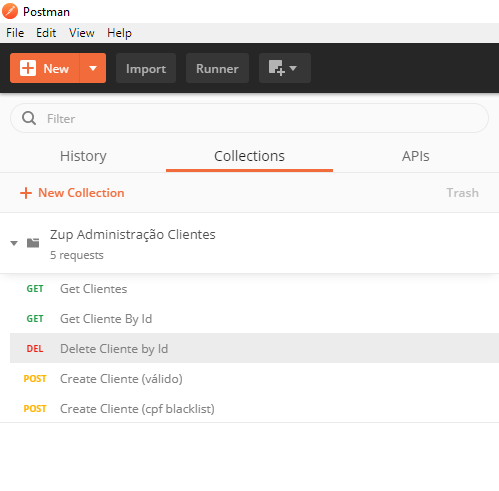 Postman
File Edit View Help
New Import Runner
Filter
History Collections APIs
New Collection Trash
Zup Administração Clientes
5 requests
GET Get Clientes
GET Get Cliente By Id
DEL Delete Cliente by Id
POST Create Cliente (válido)
POST Create Cliente (cpf blacklist)